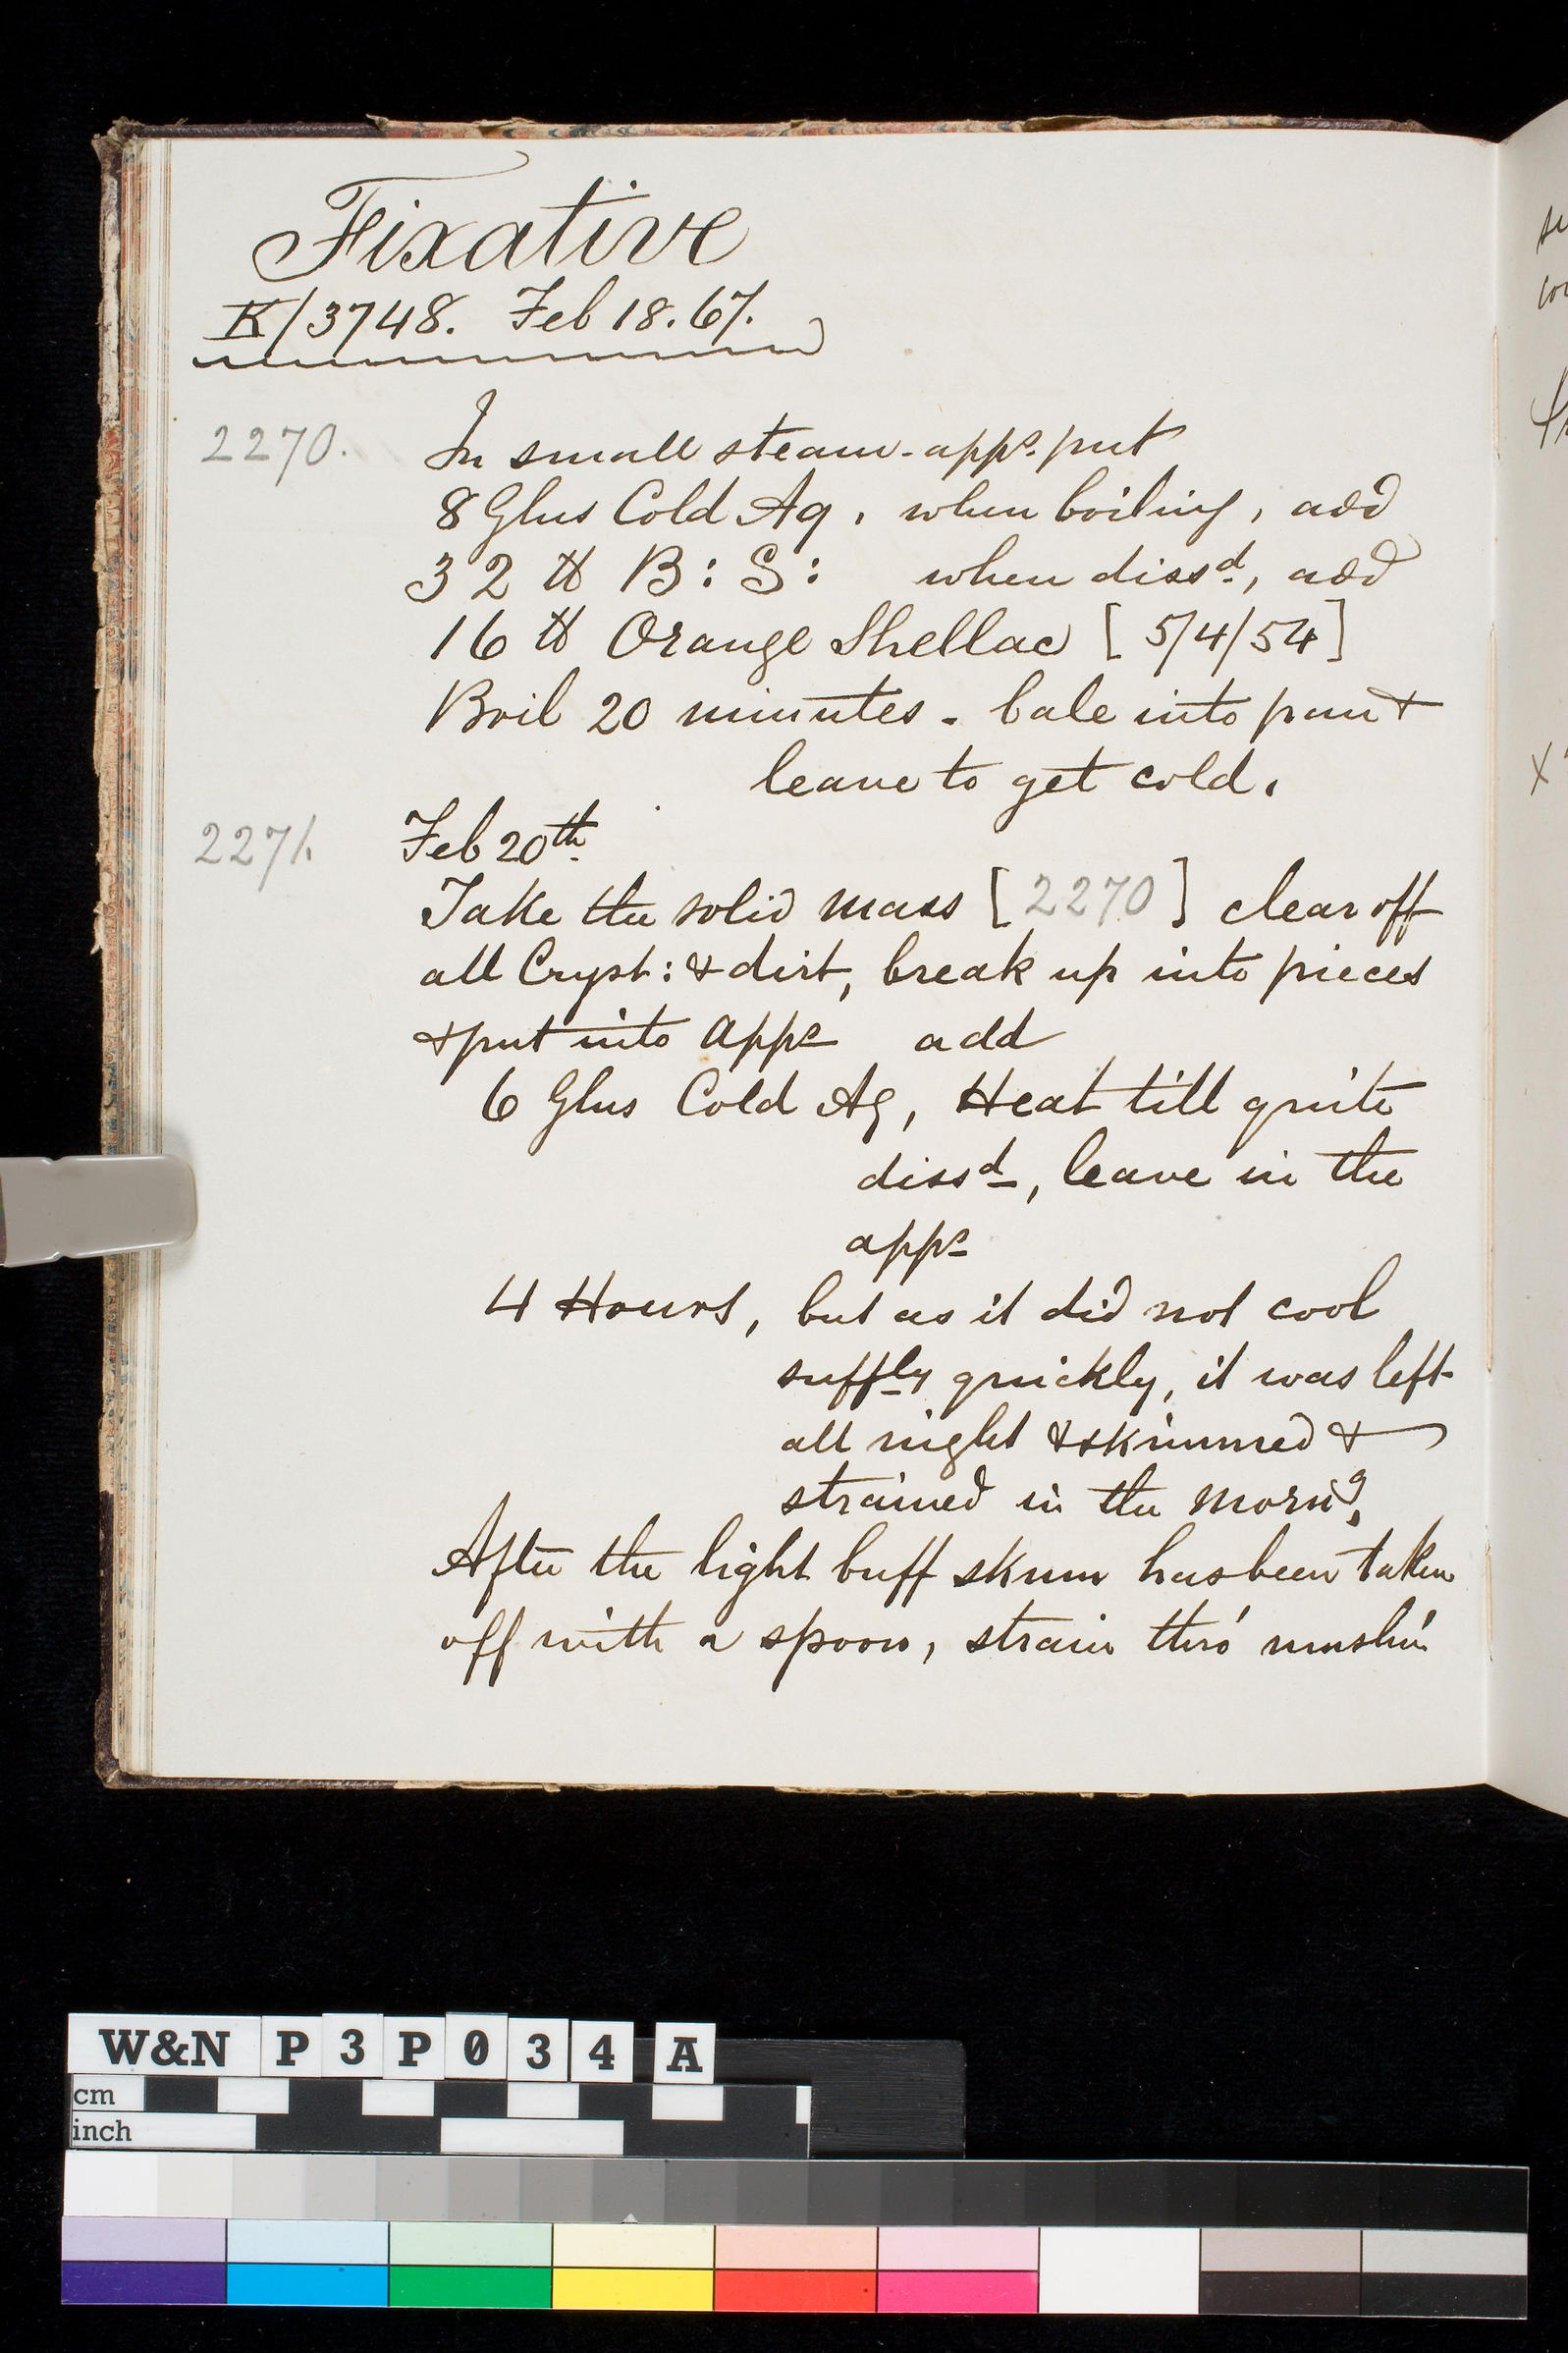 Fixative
K/3748. Feb 18. 67.
2270. In small steam-apps. put
8 Glns Cold Aq, when boiling, add
32 ℔ B: S: when dissd, add
16 ℔ Orange Shellac [5/4/54]
Boil 20 minutes - bale into pan &
leave to get cold.
2271. Feb 20th
Take the solid mass [2270] clear off
all Cryst: & dirt, break up into pieces
& put into apps add
6 Glns Cold Aq, Heat till quite
dissd, leave in the
apps
4 Hours, but as it did not cool
suffly quickly, it was left
all night & skimmed &
strained in the morng,
After the light buff skum has been taken
off with a spoon, strain thro' muslin
W&N P3P034 A
cm
inch